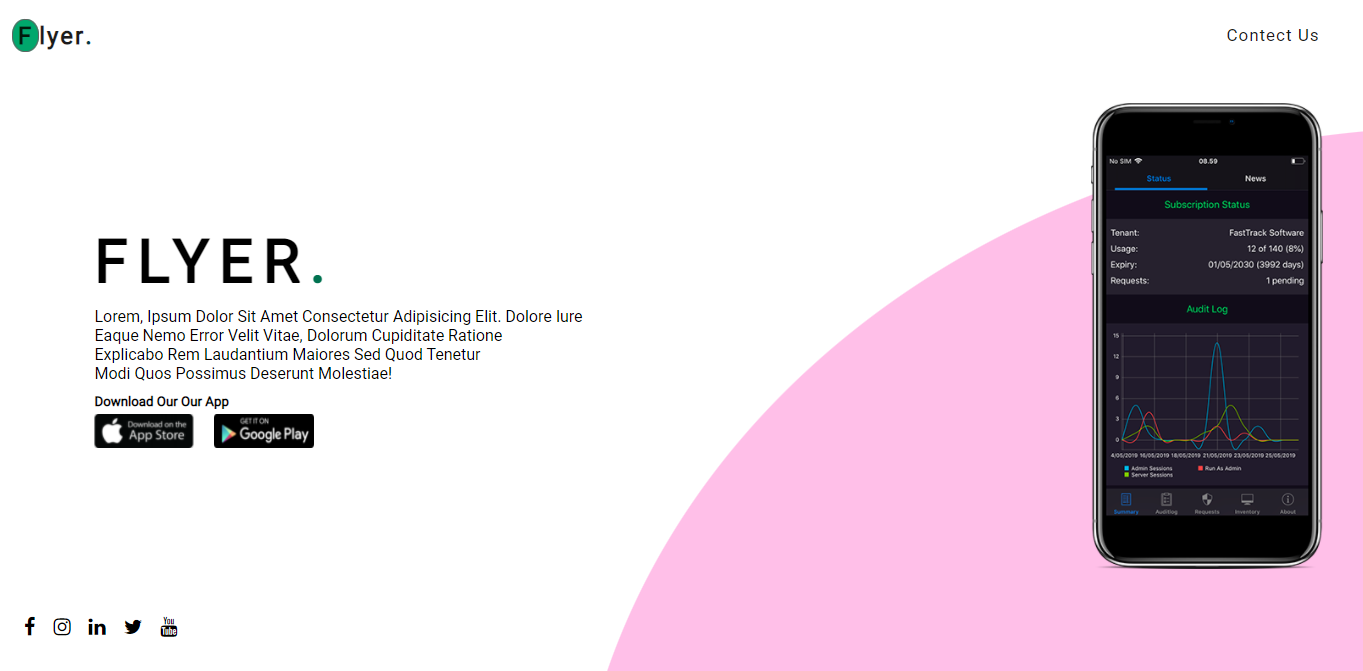 Flyer.
Contect Us
FLYER.
Lorem, Ipsum Dolor Sit Amet Consectetur Adipisicing Elit. Dolore Iure
Eaque Nemo Error Velit Vitae, Dolorum Cupiditate Ratione
Explicabo Rem Laudantium Maiores Sed Quod Tenetur
Modi Quos Possimus Deserunt Molestiae!
Download Our Our App
Download on the
App Store
GET IT ON
Google Play
No SIM 08.59
Status News
Subscription Status
Tenant: FastTrack Software
Usage: 12 of 140 (8%)
Expiry: 01/05/2030 (3992 days)
Requests: 1 pending
Audit Log
15
12
9
6
3
0
4/05/2019 16/05/2019 18/05/2019 21/05/2019 23/05/2019 25/05/2019
Admin Sessions Run As Admin
Server Sessions
Summary Auditlog Requests Inventory About
You
Tube